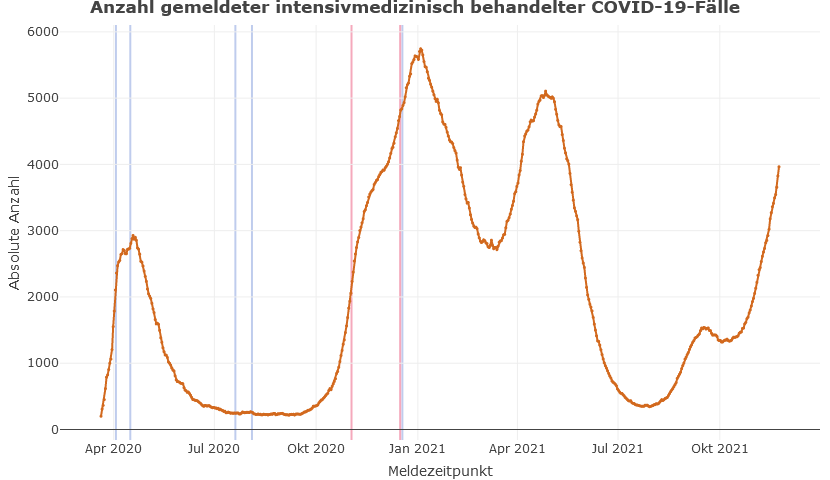 Anzahl gemeldeter intensivmedizinisch behandelter COVID-19-Fälle
6000
5000
4000
3000
2000
1000
0
Absolute Anzahl
Apr 2020 Jul 2020 Okt 2020 Jan 2021 Apr 2021 Jul 2021 Okt 2021
Meldezeitpunkt